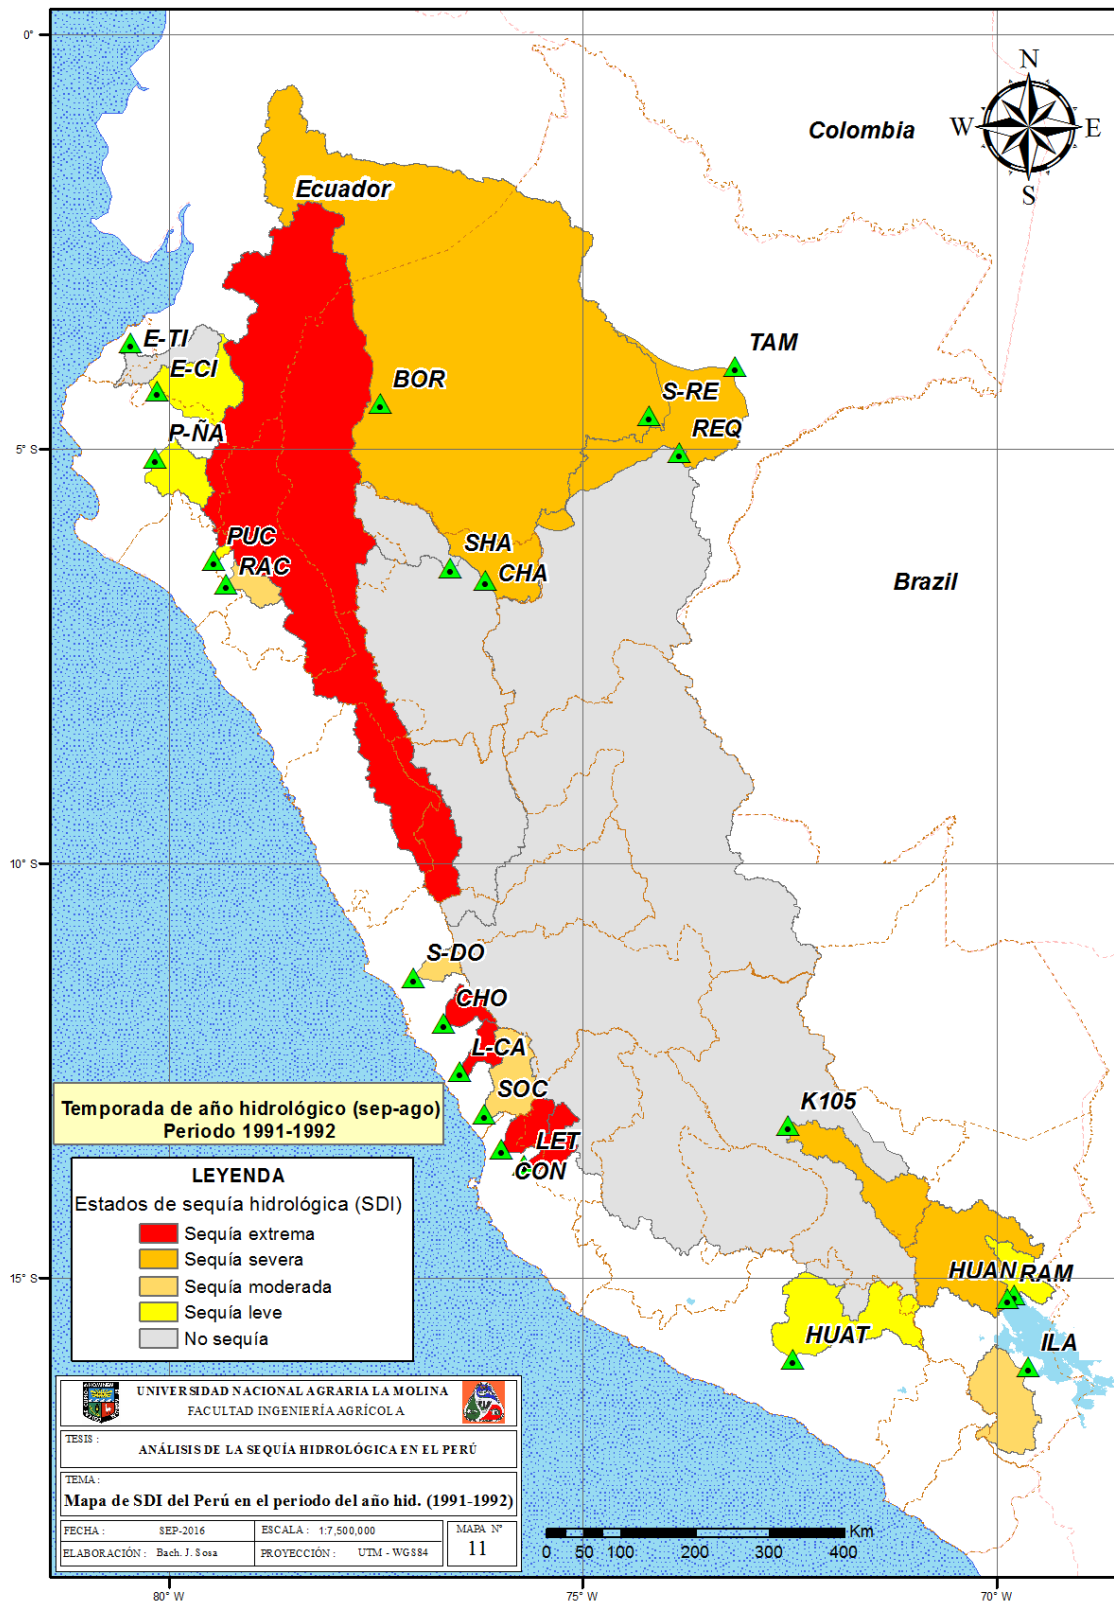 0°
N
W
E
S
Colombia
Ecuador
E-TI
E-CI
TAM
BOR
S-RE
REQ
P-ÑA
5° S
PUC
RAC
SHA
CHA
Brazil
10° S
S-DO
CHO
L-CA
SOC
K105
LET
CON
Temporada de año hidrológico (sep-ago)
Periodo 1991-1992
LEYENDA
Estados de sequía hidrológica (SDI)
Sequía extrema
Sequía severa
Sequía moderada
Sequía leve
No sequía
15° S
HUAN
RAM
HUAT
ILA
UNIVERSIDAD NACIONAL AGRARIA LA MOLINA
FACULTAD INGENIERÍA AGRÍCOLA
TESIS :
ANÁLISIS DE LA SEQUÍA HIDROLÓGICA EN EL PERÚ
TEMA :
Mapa de SDI del Perú en el periodo del año hid. (1991-1992)
FECHA : SEP-2016
ESCALA : 1:7,500,000
MAPA N°
11
ELABORACIÓN : Bach. J. Sosa
PROYECCIÓN : UTM - WGS84
Km
0 50 100 200 300 400
80° W
75° W
70° W